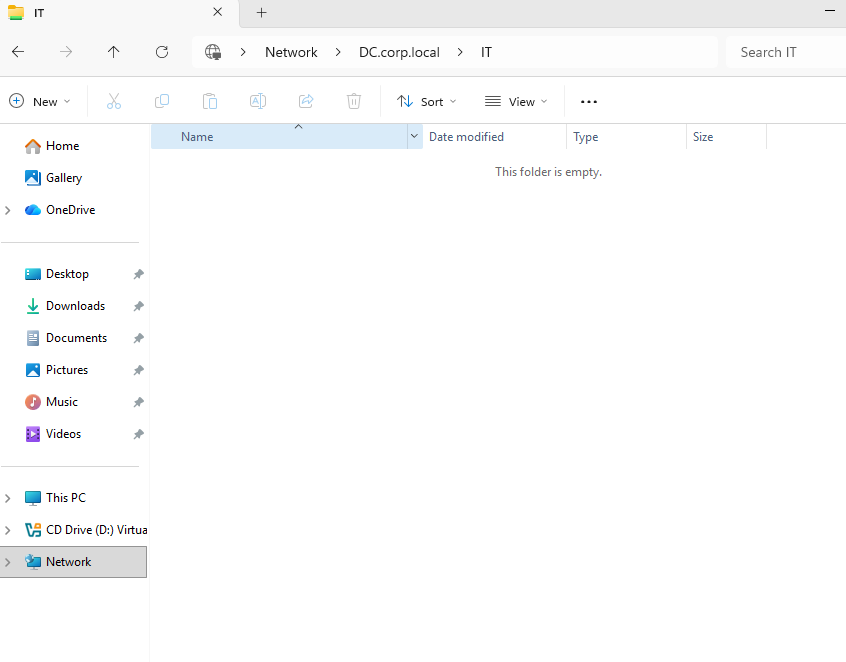 IT
Network > DC.corp.local > IT
Search IT
New
Sort
View
Name
Date modified
Type
Size
This folder is empty.
Home
Gallery
OneDrive
Desktop
Downloads
Documents
Pictures
Music
Videos
This PC
CD Drive (D:) Virtua
Network